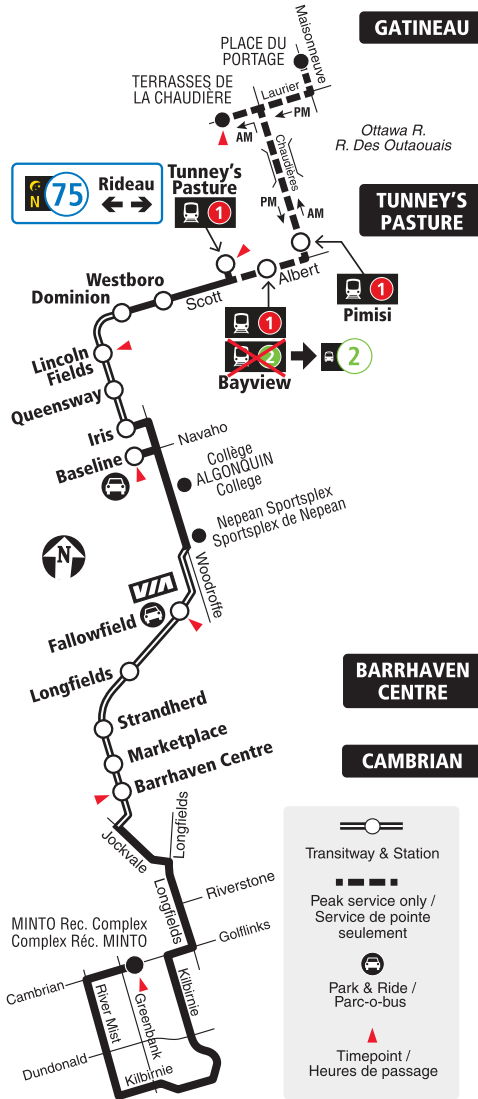 GATINEAU
Maisonneuve
PLACE DU
PORTAGE
TERRASSES DE
LA CHAUDIÈRE
Laurier
PM
AM
Ottawa R.
R. Des Outaouais
Chaudières
N
75
Rideau
Tunney's
Pasture
1
TUNNEY'S
PASTURE
PM
AM
Albert
Scott
1
Pimisi
Westboro
Dominion
1
2
2
Bayview
Lincoln
Fields
Queensway
Iris
Baseline
Navaho
Collège
ALGONQUIN
College
Nepean Sportsplex
Sportsplex de Nepean
N
Woodroffe
VIA
Fallowfield
Longfields
BARRHAVEN
CENTRE
Strandherd
Marketplace
CAMBRIAN
Barrhaven Centre
Jockvale
Longfields
Longfields
Riverstone
Golflinks
MINTO Rec. Complex
Complexe Réc. MINTO
Cambrian
River Mist
Greenbank
Kilbirnie
Dundonald
Kilbirnie
Transitway & Station
Peak service only /
Service de pointe
seulement
Park & Ride /
Parc-o-bus
Timepoint /
Heures de passage